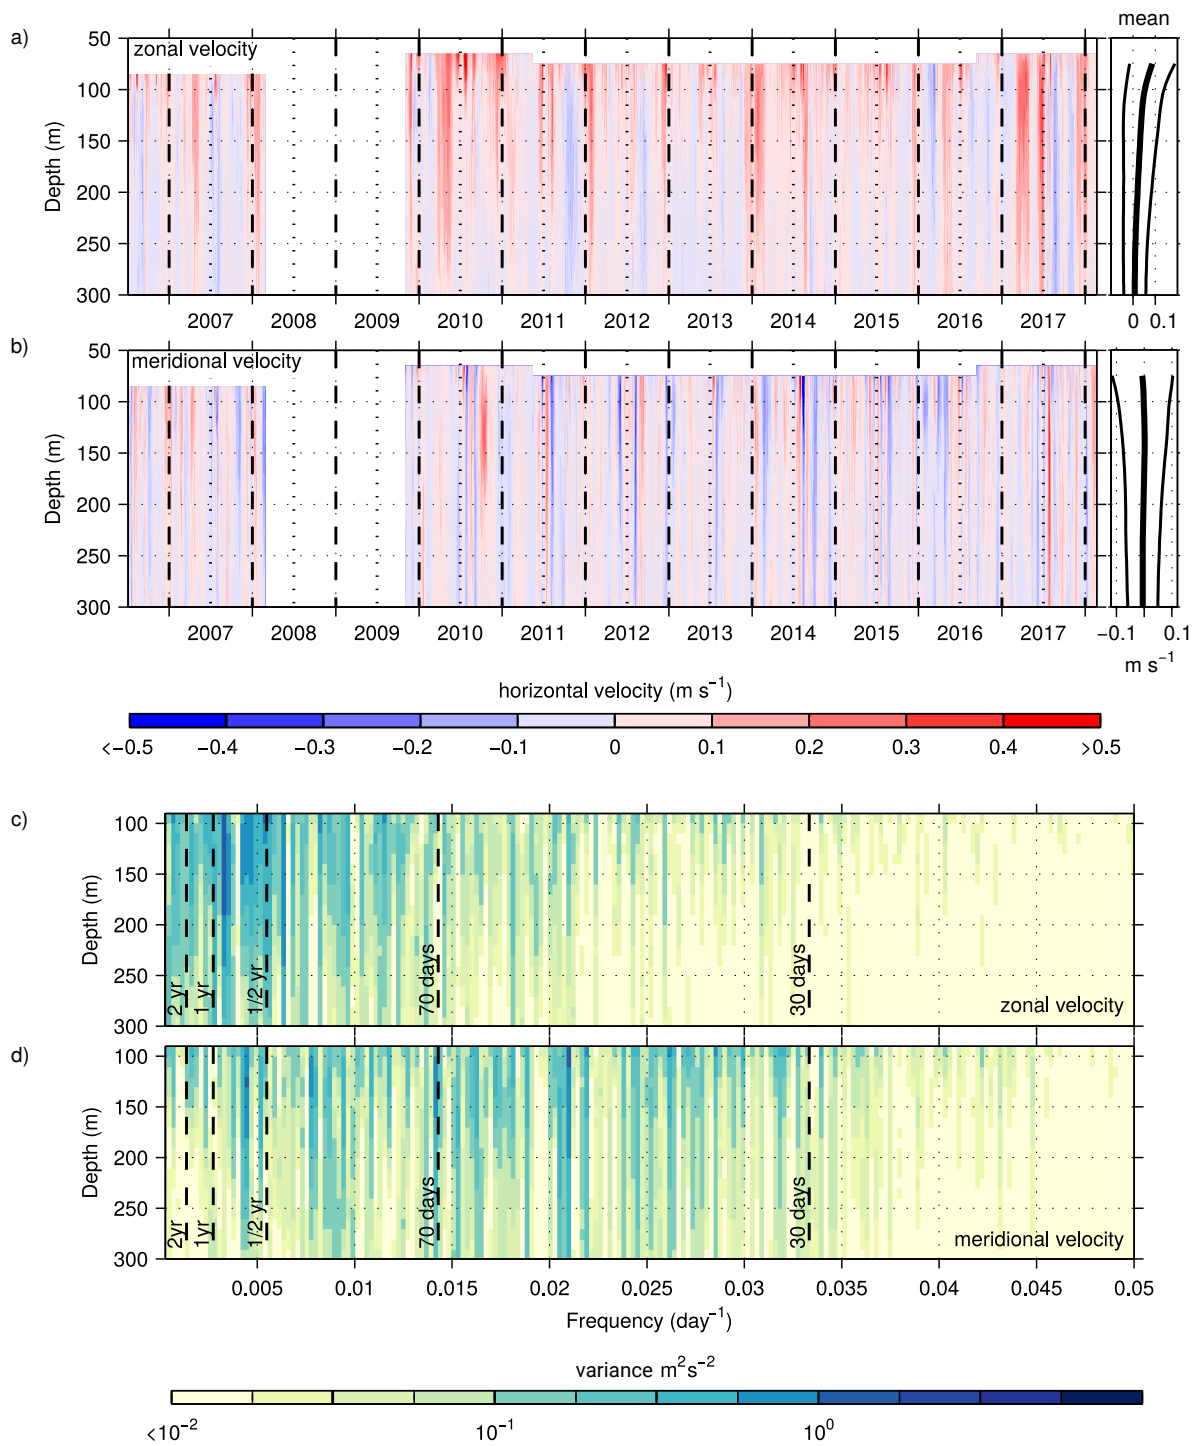 mean
a)
zonal velocity
50
100
150
200
250
300
Depth (m)
2007 2008 2009 2010 2011 2012 2013 2014 2015 2016 2017
0 0.1
b)
meridional velocity
50
100
150
200
250
300
Depth (m)
2007 2008 2009 2010 2011 2012 2013 2014 2015 2016 2017
−0.1 0.1
m s⁻¹
horizontal velocity (m s⁻¹)
<−0.5 −0.4 −0.3 −0.2 −0.1 0 0.1 0.2 0.3 0.4 >0.5
c)
100
150
200
250
300
Depth (m)
2 yr 1 yr 1/2 yr 70 days 30 days
zonal velocity
d)
100
150
200
250
300
Depth (m)
2yr 1yr 1/2 yr 70 days 30 days
meridional velocity
0.005 0.01 0.015 0.02 0.025 0.03 0.035 0.04 0.045 0.05
Frequency (day⁻¹)
variance m²s⁻²
<10⁻² 10⁻¹ 10⁰